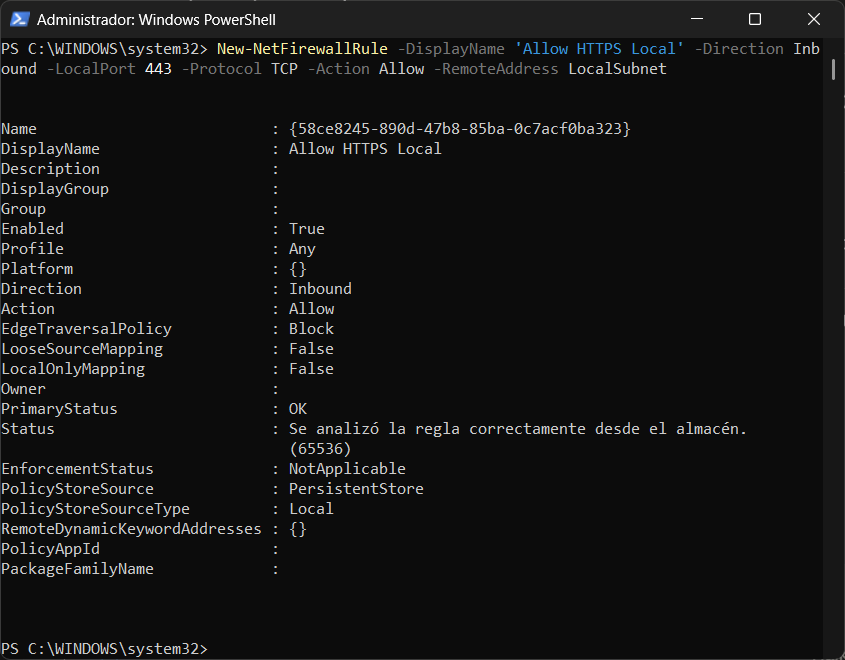 Administrador: Windows PowerShell
PS C:\WINDOWS\system32> New-NetFirewallRule -DisplayName 'Allow HTTPS Local' -Direction Inb
ound -LocalPort 443 -Protocol TCP -Action Allow -RemoteAddress LocalSubnet
Name                           : {58ce8245-890d-47b8-85ba-0c7acf0ba323}
DisplayName                    : Allow HTTPS Local
Description                    :
DisplayGroup                   :
Group                          :
Enabled                        : True
Profile                        : Any
Platform                       : {}
Direction                      : Inbound
Action                         : Allow
EdgeTraversalPolicy            : Block
LooseSourceMapping             : False
LocalOnlyMapping               : False
Owner                          :
PrimaryStatus                  : OK
Status                         : Se analizó la regla correctamente desde el almacén.
                                 (65536)
EnforcementStatus              : NotApplicable
PolicyStoreSource              : PersistentStore
PolicyStoreSourceType          : Local
RemoteDynamicKeywordAddresses : {}
PolicyAppId                    :
PackageFamilyName              :
PS C:\WINDOWS\system32>